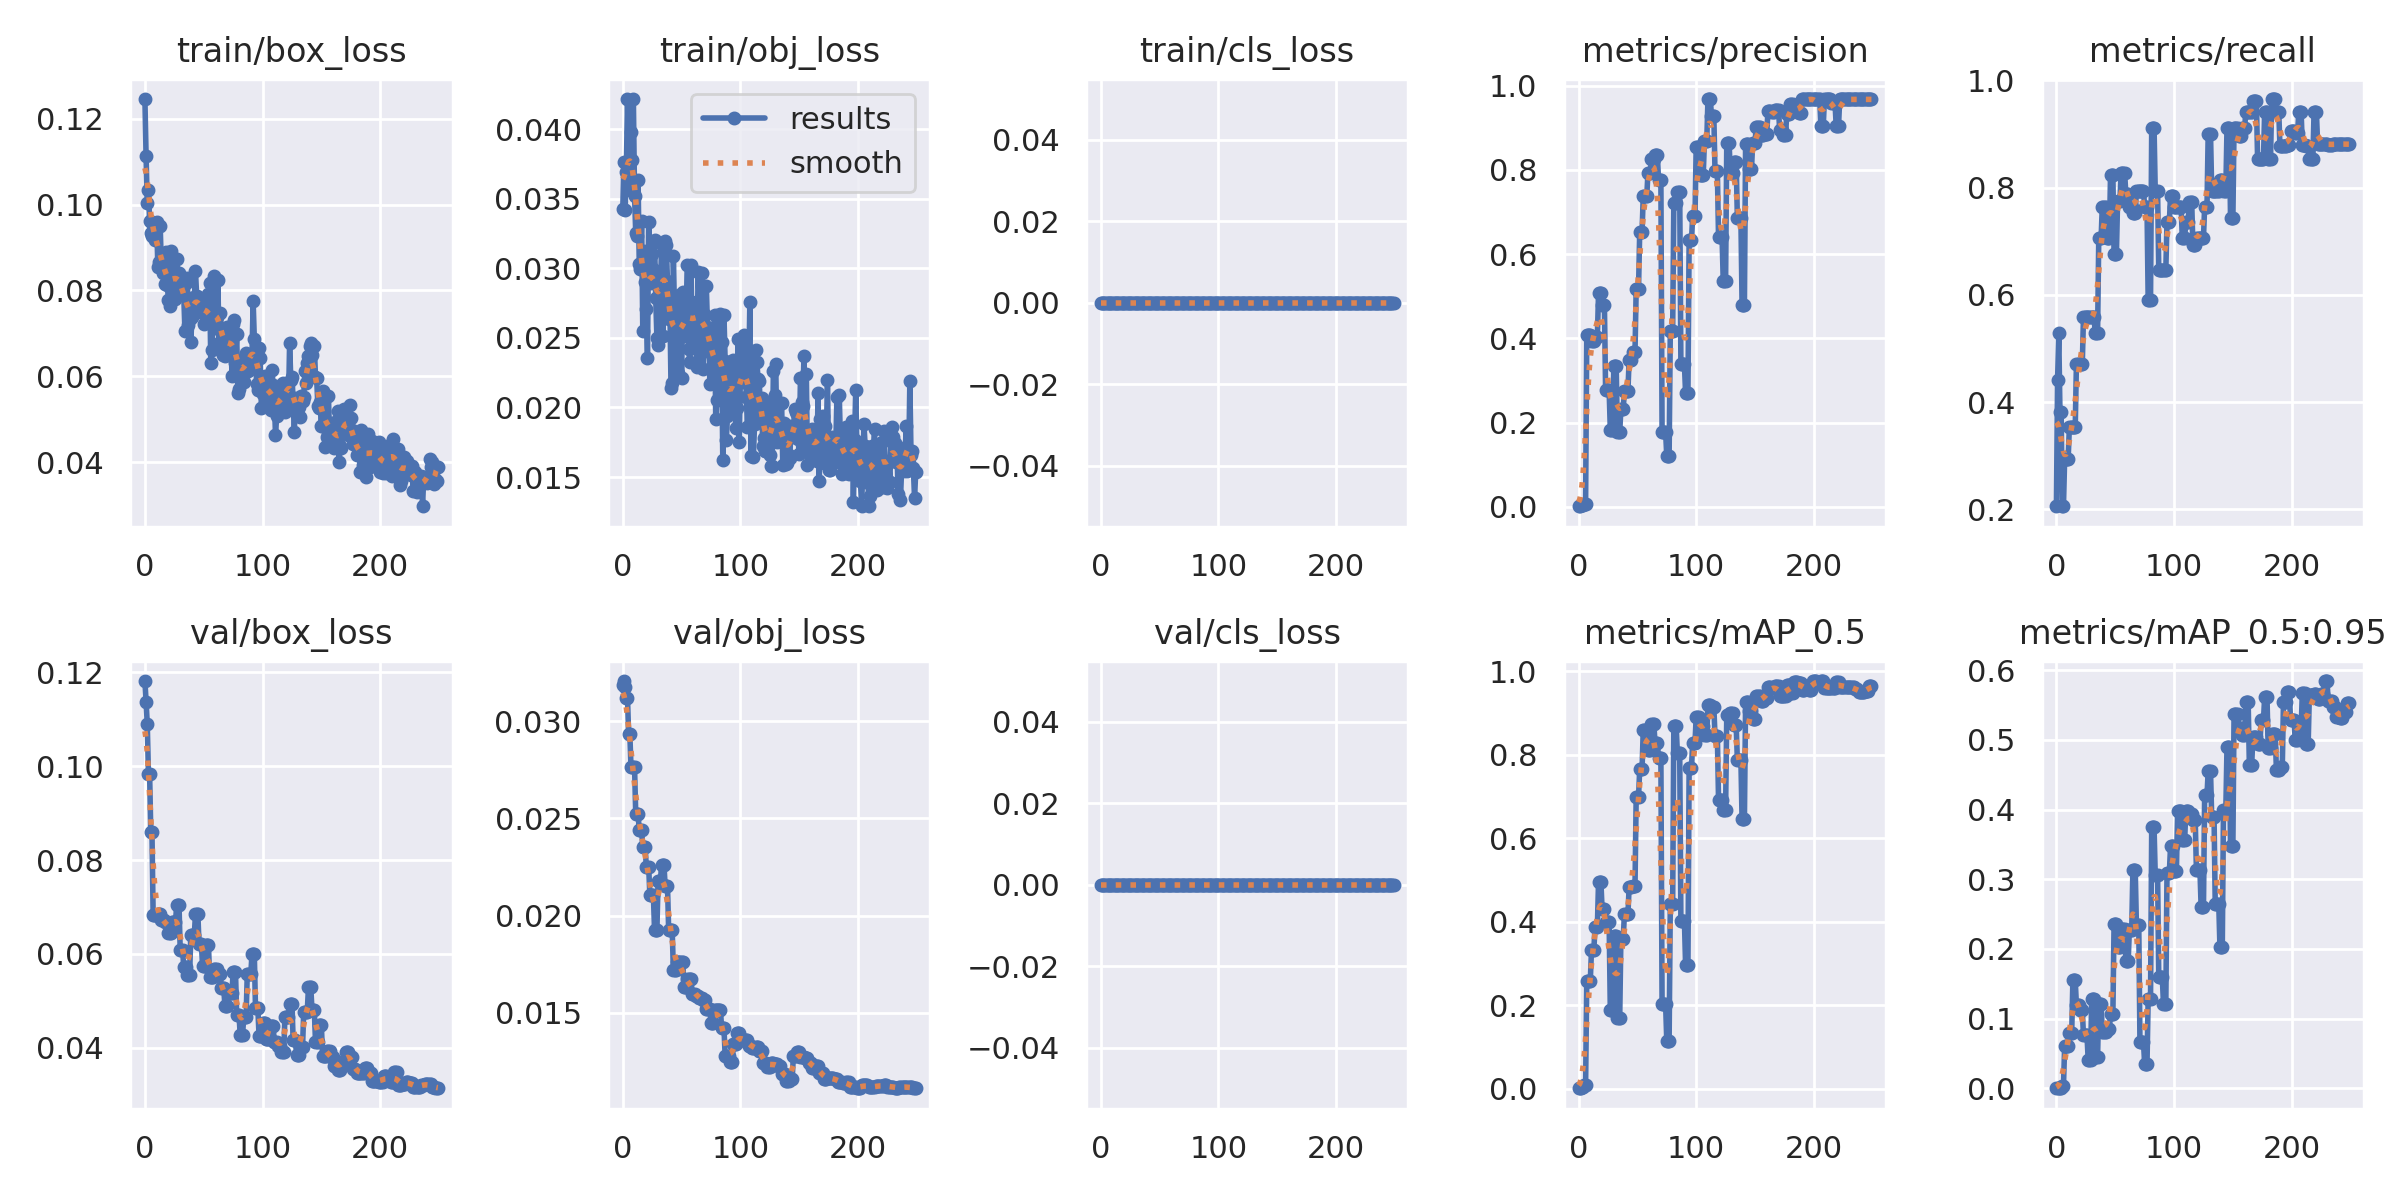 train/box_loss
0.12
0.10
0.08
0.06
0.04
0 100 200
train/obj_loss
results
smooth
0.040
0.035
0.030
0.025
0.020
0.015
0 100 200
train/cls_loss
0.04
0.02
0.00
−0.02
−0.04
0 100 200
metrics/precision
1.0
0.8
0.6
0.4
0.2
0.0
0 100 200
metrics/recall
1.0
0.8
0.6
0.4
0.2
0 100 200
val/box_loss
0.12
0.10
0.08
0.06
0.04
0 100 200
val/obj_loss
0.030
0.025
0.020
0.015
0 100 200
val/cls_loss
0.04
0.02
0.00
−0.02
−0.04
0 100 200
metrics/mAP_0.5
1.0
0.8
0.6
0.4
0.2
0.0
0 100 200
metrics/mAP_0.5:0.95
0.6
0.5
0.4
0.3
0.2
0.1
0.0
0 100 200